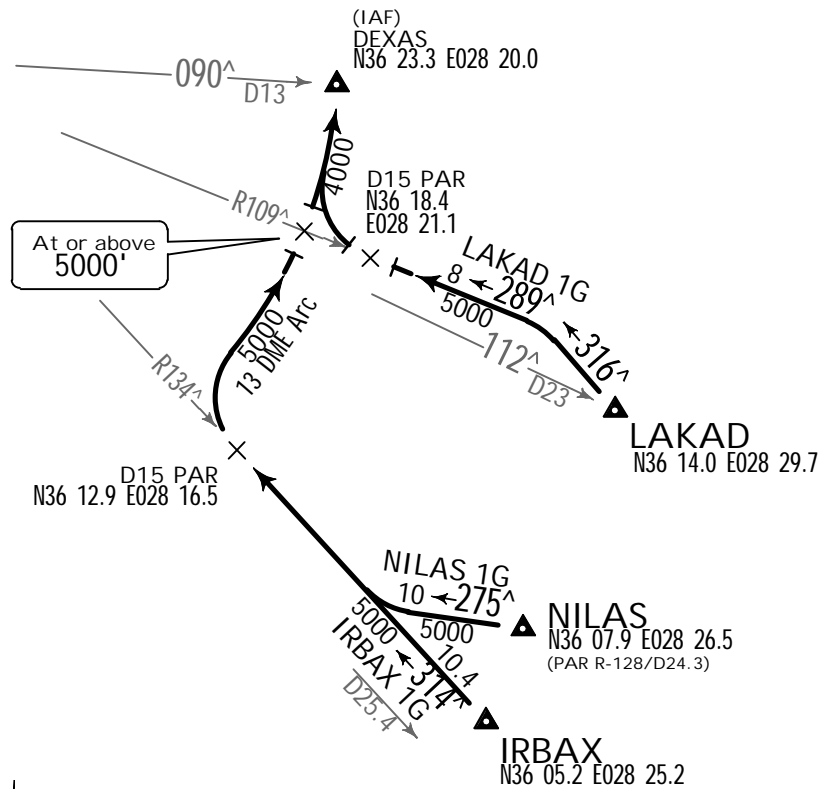 (IAF)
DEXAS
N36 23.3 E028 20.0
090^
D13
4000
D15 PAR
N36 18.4
E028 21.1
R109^
At or above
5000'
LAKAD 1G
8 289^
5000
316^
112^
D23
LAKAD
N36 14.0 E028 29.7
5000
13 DME Arc
R134^
D15 PAR
N36 12.9 E028 16.5
NILAS 1G
10 275^
5000
NILAS
N36 07.9 E028 26.5
(PAR R-128/D24.3)
10.4
5000 314^
IRBAX 1G
D25.4
IRBAX
N36 05.2 E028 25.2